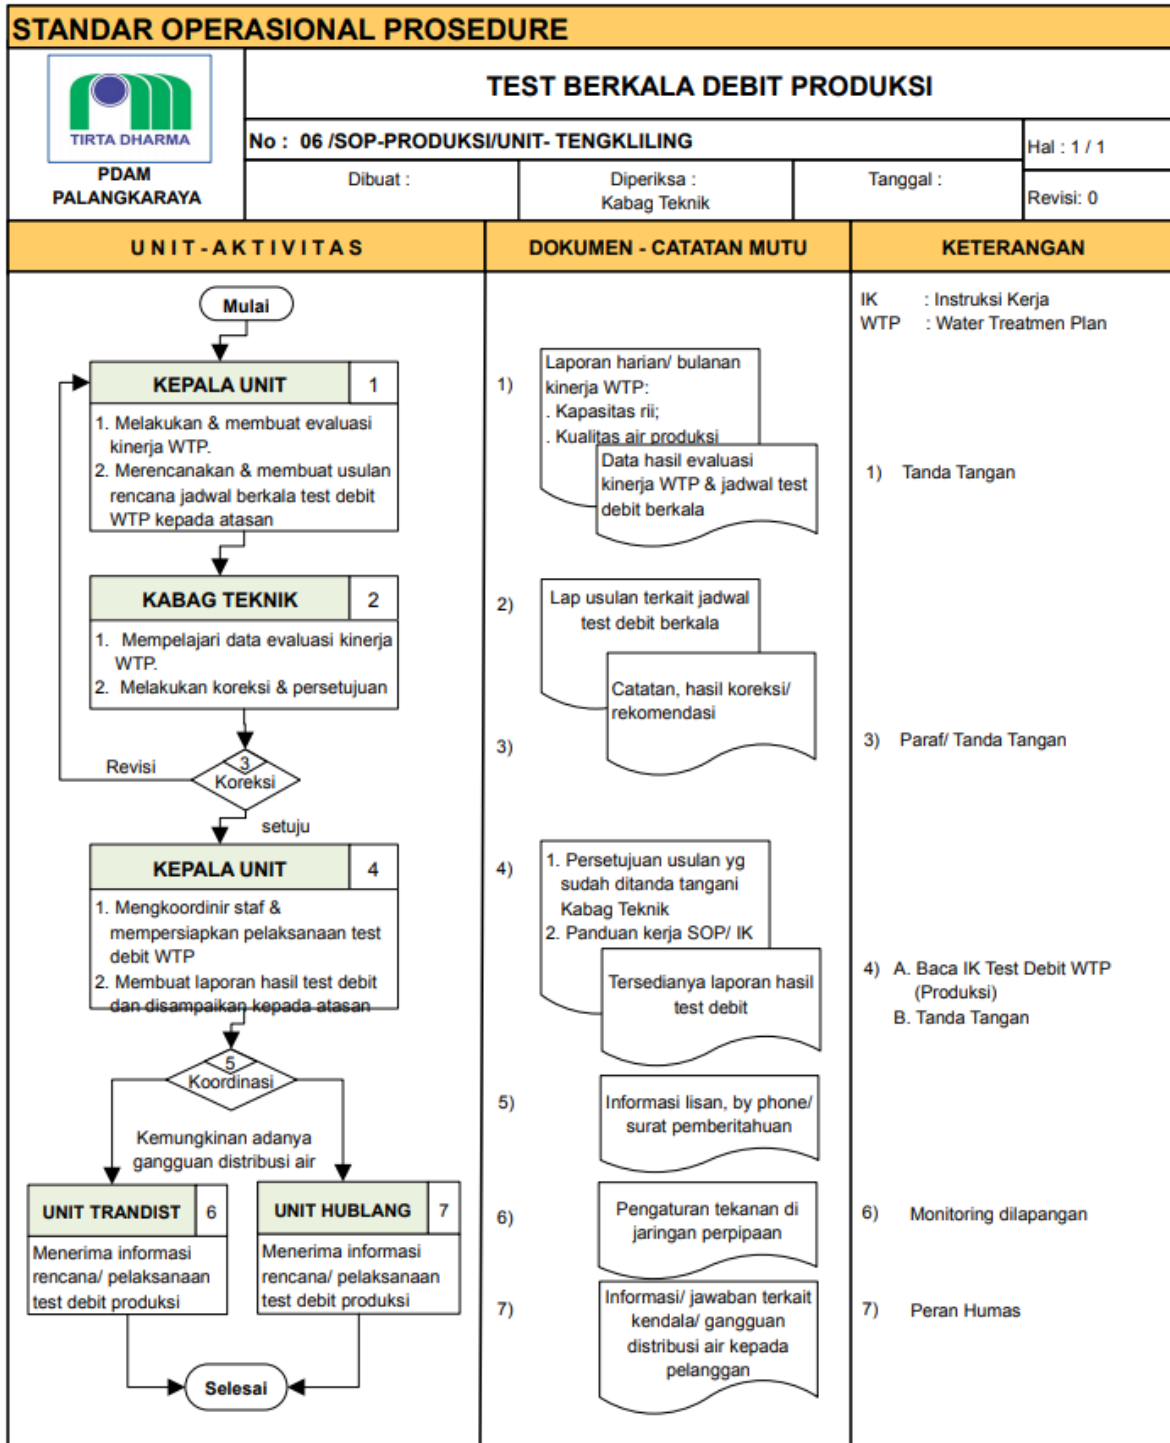 STANDAR OPERASIONAL PROSEDURE
TIRTA DHARMA
PDAM
PALANGKARAYA
TEST BERKALA DEBIT PRODUKSI
No : 06 /SOP-PRODUKSI/UNIT- TENGKLILING
Hal : 1 / 1
Dibuat :
Diperiksa :
Kabag Teknik
Tanggal :
Revisi: 0
UNIT - AKTIVITAS
DOKUMEN - CATATAN MUTU
KETERANGAN
Mulai
KEPALA UNIT 1
1. Melakukan & membuat evaluasi
kinerja WTP.
2. Merencanakan & membuat usulan
rencana jadwal berkala test debit
WTP kepada atasan
KABAG TEKNIK 2
1. Mempelajari data evaluasi kinerja
WTP.
2. Melakukan koreksi & persetujuan
3
Koreksi
Revisi
setuju
KEPALA UNIT 4
1. Mengkoordinir staf &
mempersiapkan pelaksanaan test
debit WTP
2. Membuat laporan hasil test debit
dan disampaikan kepada atasan
5
Koordinasi
Kemungkinan adanya
gangguan distribusi air
UNIT TRANDIST 6
Menerima informasi
rencana/ pelaksanaan
test debit produksi
UNIT HUBLANG 7
Menerima informasi
rencana/ pelaksanaan
test debit produksi
Selesai
1)
Laporan harian/ bulanan
kinerja WTP:
. Kapasitas rii;
. Kualitas air produksi
Data hasil evaluasi
kinerja WTP & jadwal test
debit berkala
2)
Lap usulan terkait jadwal
test debit berkala
Catatan, hasil koreksi/
rekomendasi
3)
4)
1. Persetujuan usulan yg
sudah ditanda tangani
Kabag Teknik
2. Panduan kerja SOP/ IK
Tersedianya laporan hasil
test debit
5)
Informasi lisan, by phone/
surat pemberitahuan
6)
Pengaturan tekanan di
jaringan perpipaan
7)
Informasi/ jawaban terkait
kendala/ gangguan
distribusi air kepada
pelanggan
IK : Instruksi Kerja
WTP : Water Treatmen Plan
1) Tanda Tangan
3) Paraf/ Tanda Tangan
4) A. Baca IK Test Debit WTP
(Produksi)
B. Tanda Tangan
6) Monitoring dilapangan
7) Peran Humas